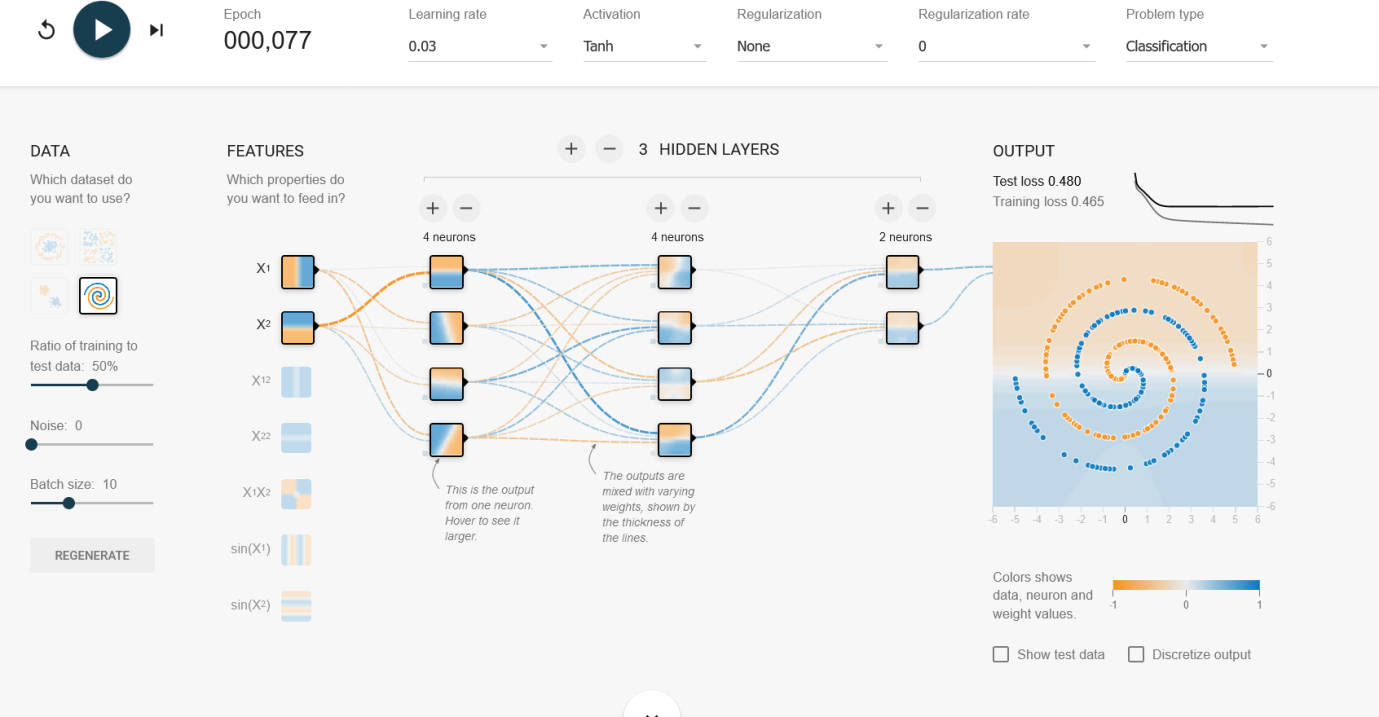 Epoch
000,077
Learning rate
0.03
Activation
Tanh
Regularization
None
Regularization rate
0
Problem type
Classification
DATA
Which dataset do
you want to use?
Ratio of training to
test data: 50%
Noise: 0
Batch size: 10
REGENERATE
FEATURES
Which properties do
you want to feed in?
X1
X2
X12
X22
X1X2
sin(X1)
sin(X2)
+ − 3 HIDDEN LAYERS
+ −
4 neurons
+ −
4 neurons
+ −
2 neurons
This is the output
from one neuron.
Hover to see it
larger.
The outputs are
mixed with varying
weights, shown by
the thickness of
the lines.
OUTPUT
Test loss 0.480
Training loss 0.465
6
5
4
3
2
1
0
-1
-2
-3
-4
-5
-6
-6 -5 -4 -3 -2 -1 0 1 2 3 4 5 6
Colors shows
data, neuron and
weight values.
-1 0 1
Show test data
Discretize output